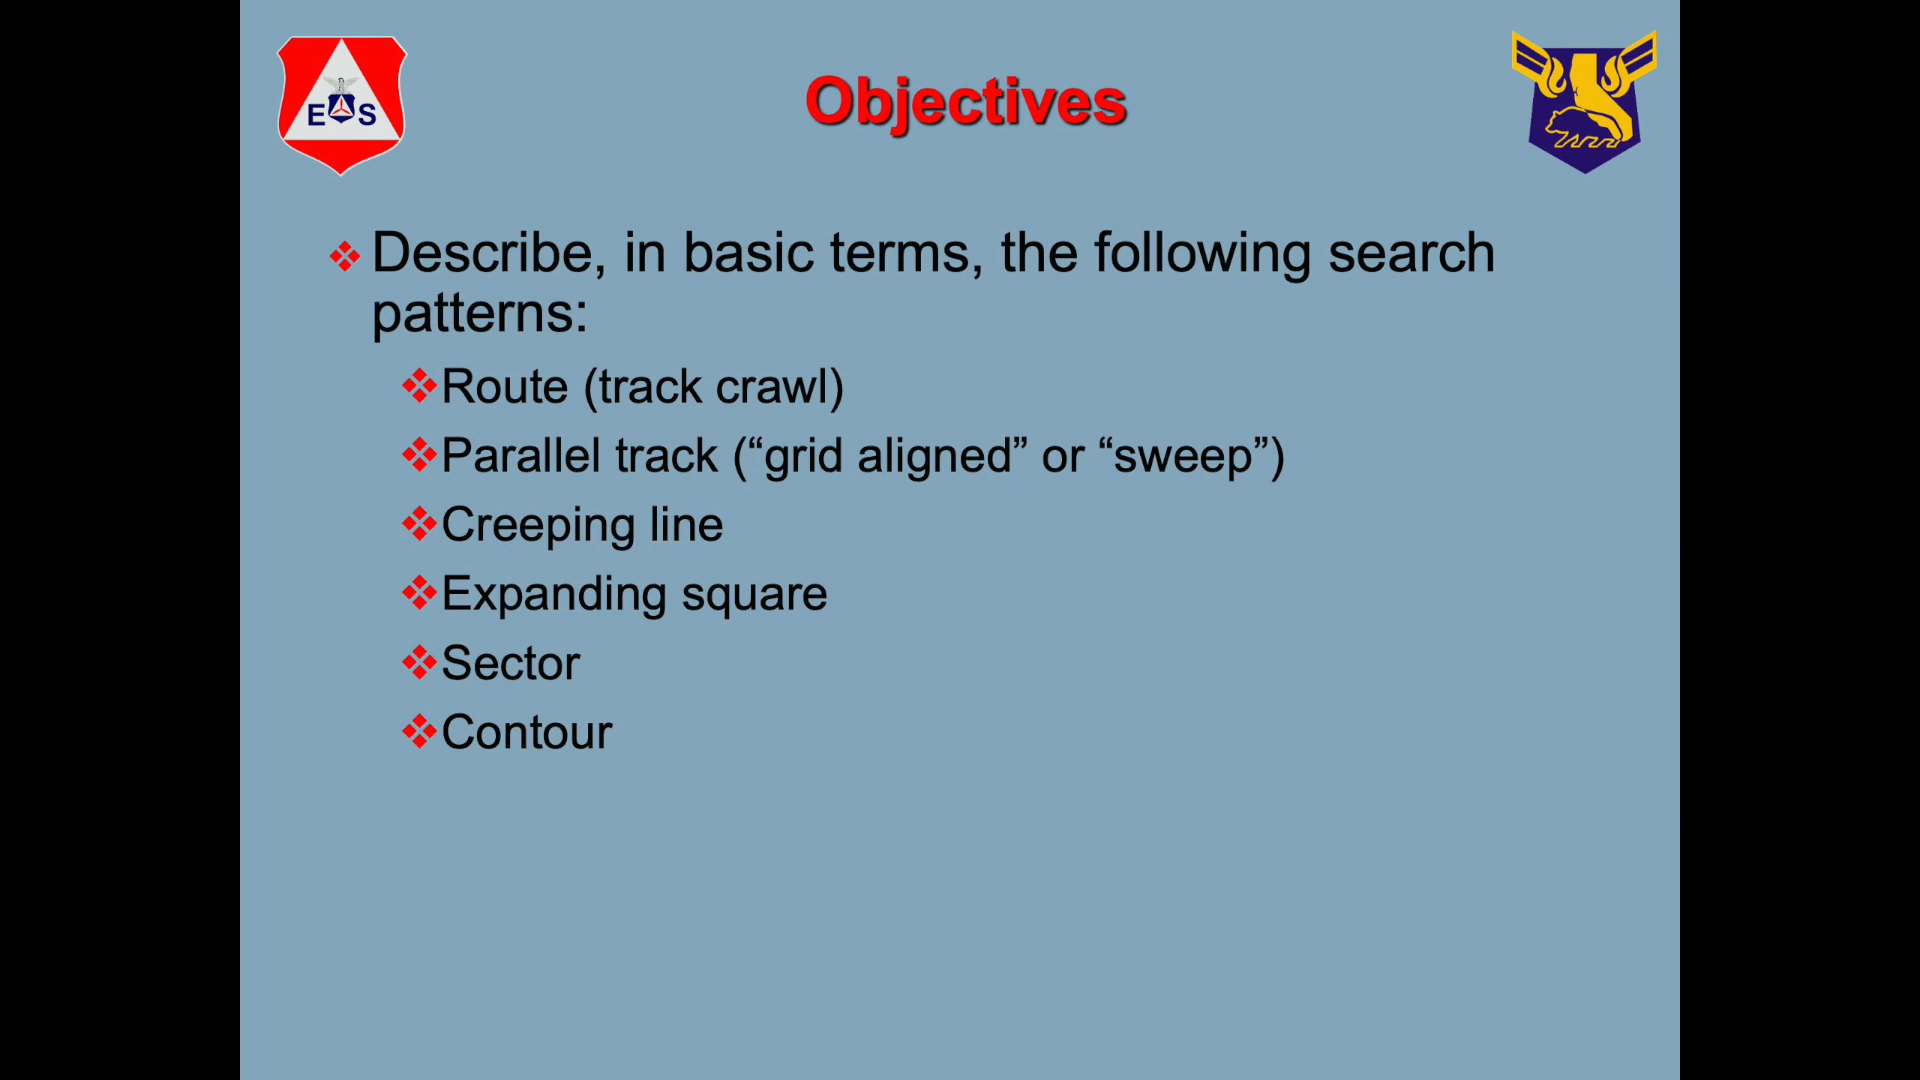 Objectives
E S
Describe, in basic terms, the following search
patterns:
Route (track crawl)
Parallel track (“grid aligned” or “sweep”)
Creeping line
Expanding square
Sector
Contour